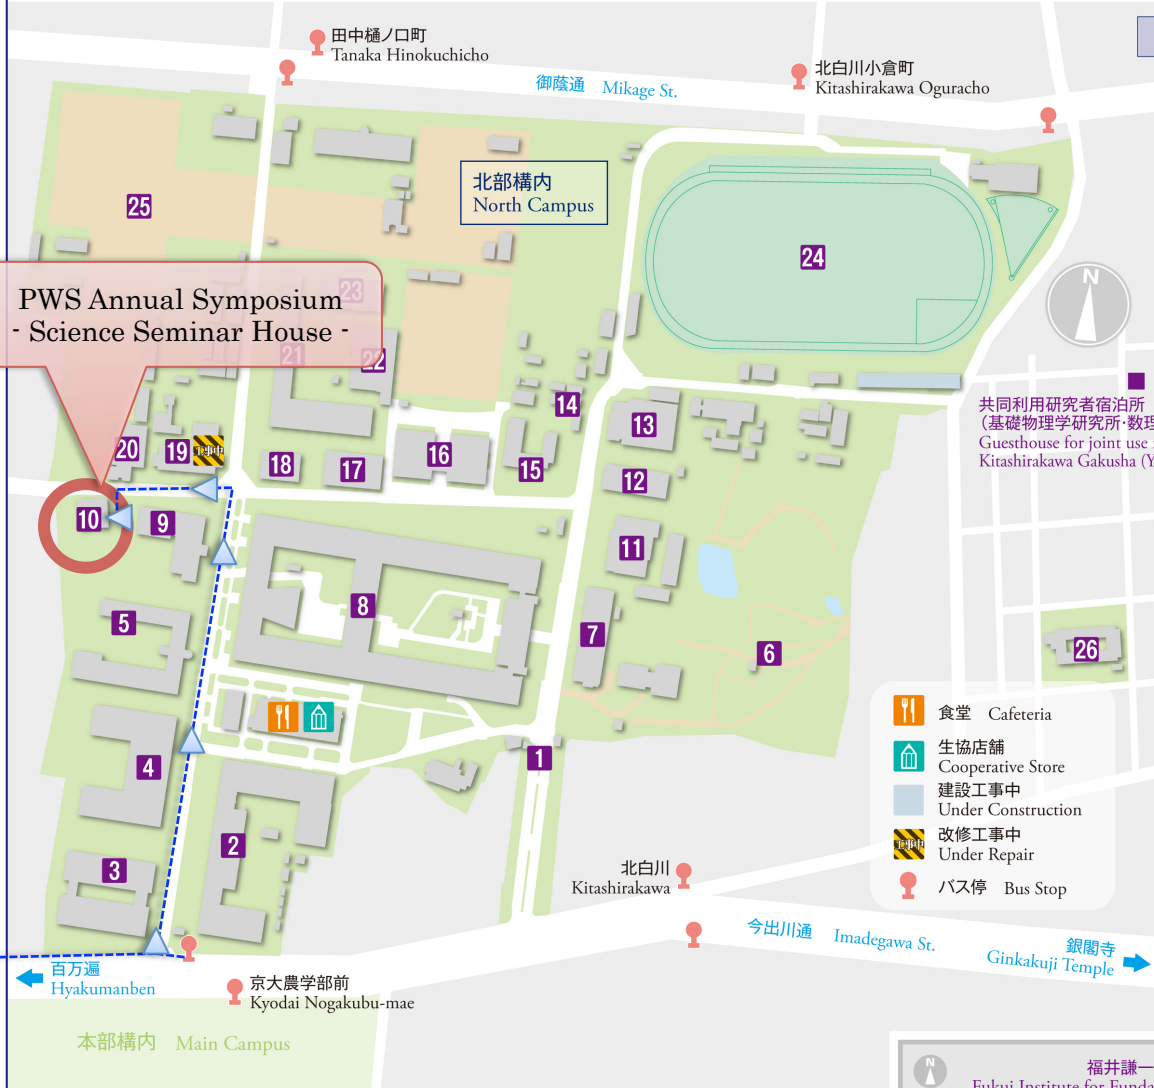 田中樋ノ口町
Tanaka Hinokuchicho
北白川小倉町
Kitashirakawa Oguracho
御蔭通 Mikage St.
北部構内
North Campus
25
24
N
23
PWS Annual Symposium
- Science Seminar House -
21
22
14
13
共同利用研究者宿泊所
（基礎物理学研究所・数理
Guesthouse for joint use
Kitashirakawa Gakusha (Y
20
19
工事中
18
17
16
15
12
10
9
11
8
5
7
6
26
食堂 Cafeteria
生協店舗
Cooperative Store
建設工事中
Under Construction
工事中
改修工事中
Under Repair
バス停 Bus Stop
4
1
2
3
北白川
Kitashirakawa
今出川通 Imadegawa St.
銀閣寺
Ginkakuji Temple
百万遍
Hyakumanben
京大農学部前
Kyodai Nogakubu-mae
本部構内 Main Campus
N
福井謙一
Fukui Institute for Funda